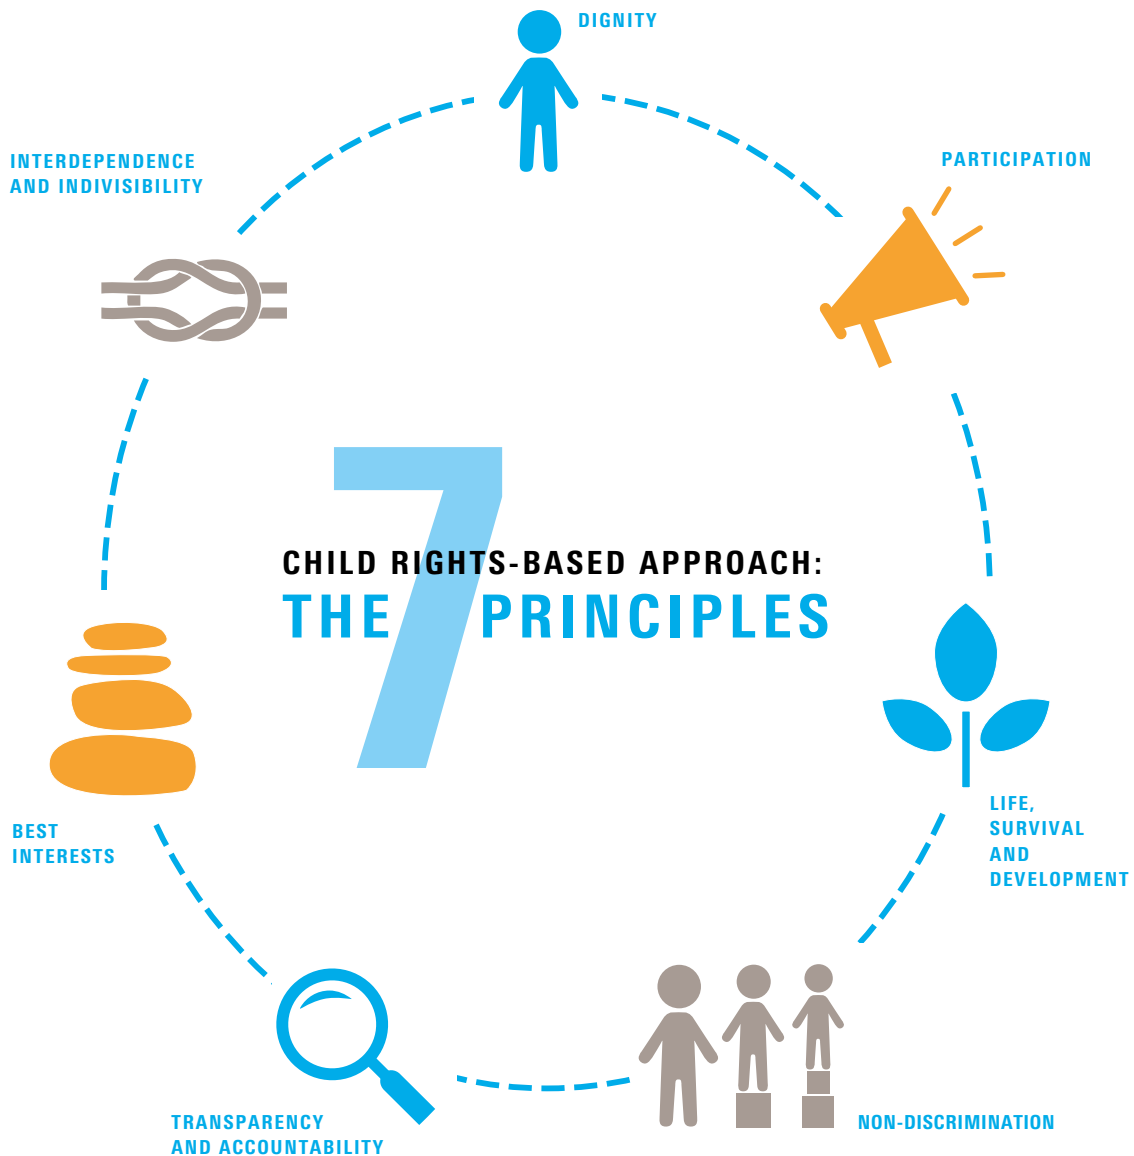 DIGNITY
PARTICIPATION
INTERDEPENDENCE
AND INDIVISIBILITY
CHILD RIGHTS-BASED APPROACH:
THE 7 PRINCIPLES
LIFE,
SURVIVAL
AND
DEVELOPMENT
BEST
INTERESTS
TRANSPARENCY
AND ACCOUNTABILITY
NON-DISCRIMINATION